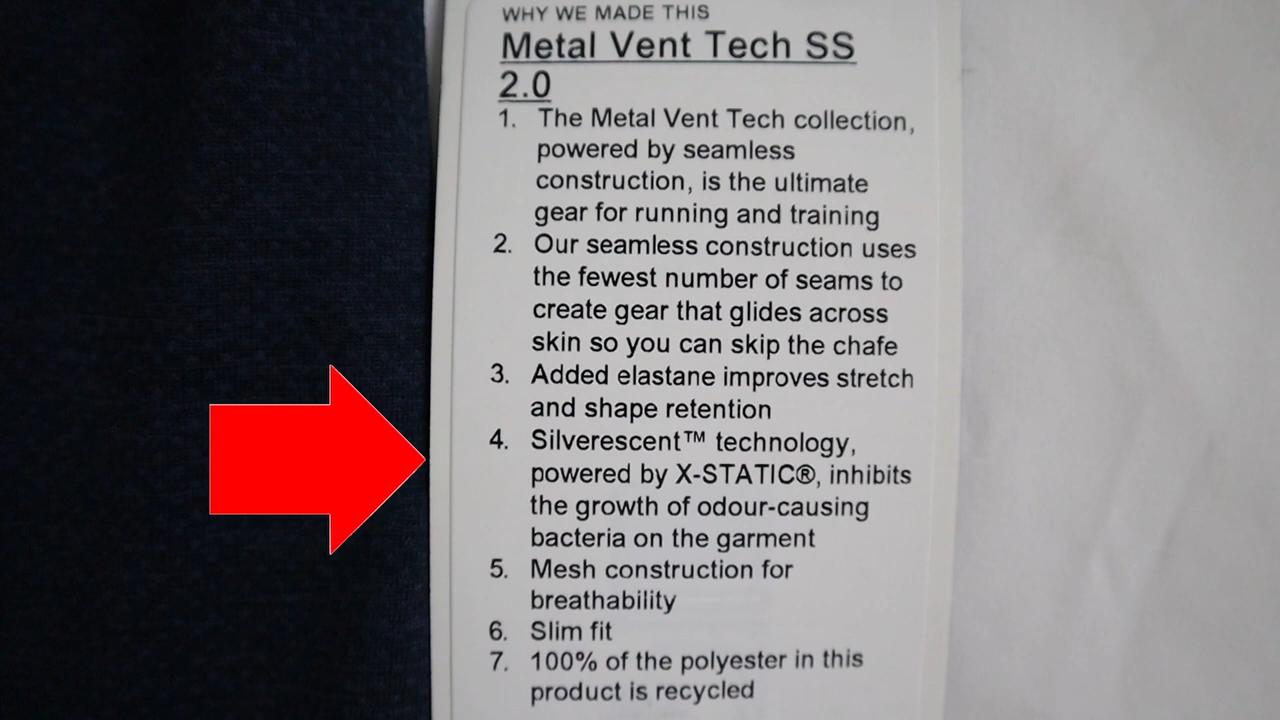 WHY WE MADE THIS
Metal Vent Tech SS
2.0
1. The Metal Vent Tech collection,
powered by seamless
construction, is the ultimate
gear for running and training
2. Our seamless construction uses
the fewest number of seams to
create gear that glides across
skin so you can skip the chafe
3. Added elastane improves stretch
and shape retention
4. Silverescent™ technology,
powered by X-STATIC®, inhibits
the growth of odour-causing
bacteria on the garment
5. Mesh construction for
breathability
6. Slim fit
7. 100% of the polyester in this
product is recycled